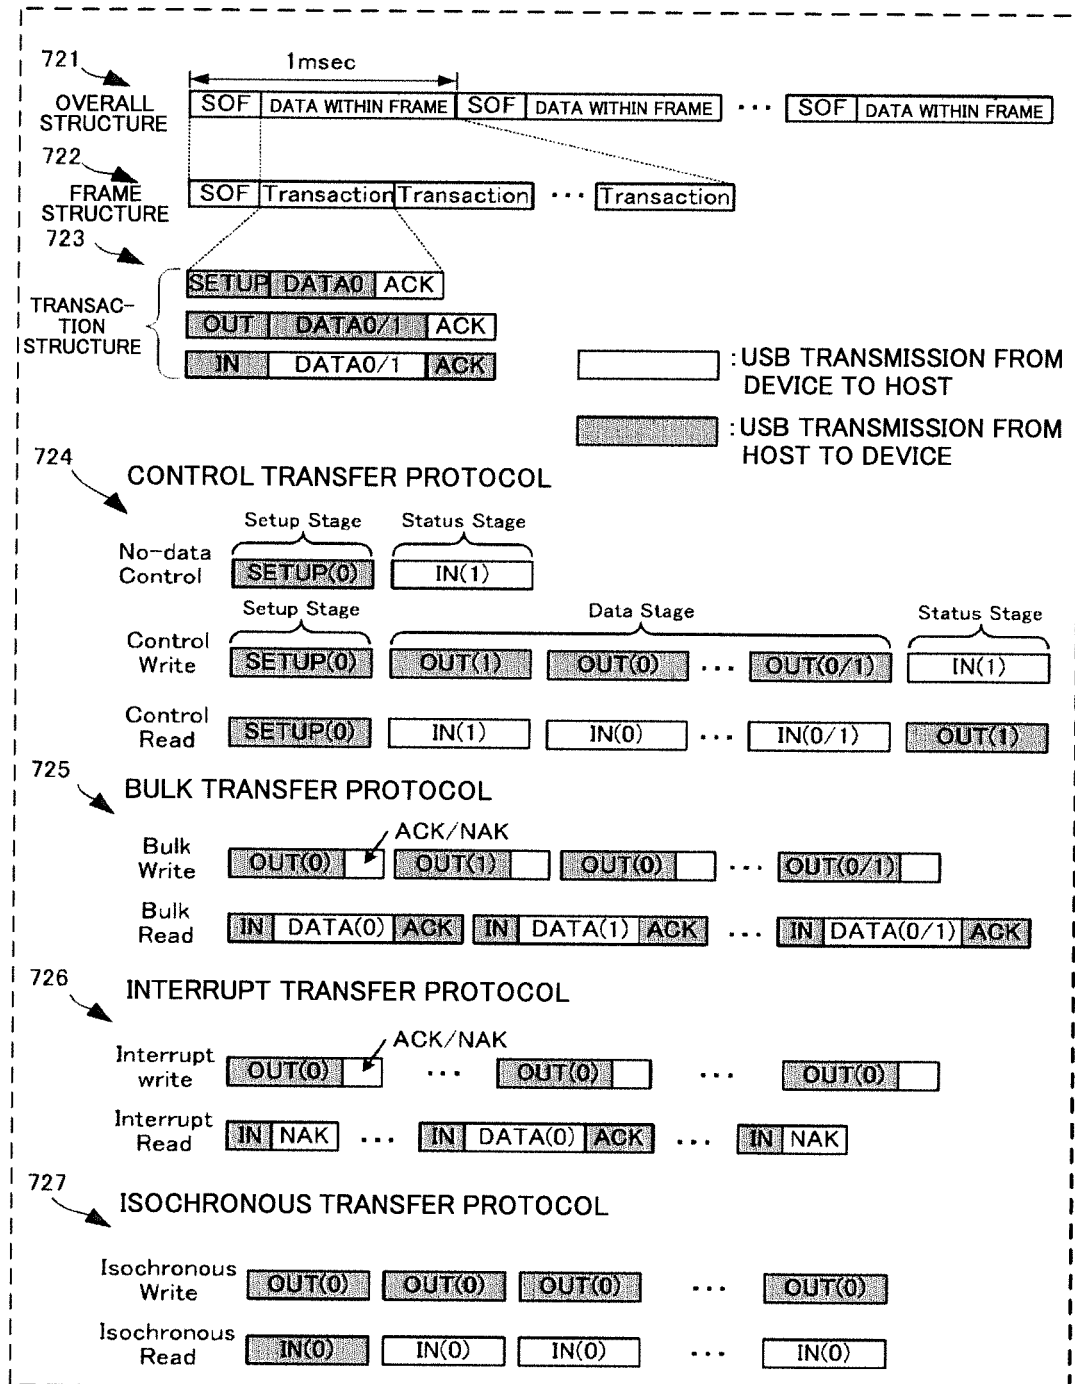 721
1msec
OVERALL STRUCTURE
SOF DATA WITHIN FRAME SOF DATA WITHIN FRAME ... SOF DATA WITHIN FRAME
722
FRAME STRUCTURE
SOF Transaction Transaction ... Transaction
723
TRANSAC-
TION
STRUCTURE
SETUP DATA0 ACK
OUT DATA0/1 ACK
IN DATA0/1 ACK
:USB TRANSMISSION FROM
DEVICE TO HOST
:USB TRANSMISSION FROM
HOST TO DEVICE
724
CONTROL TRANSFER PROTOCOL
Setup Stage Status Stage
No-data
Control
SETUP(0) IN(1)
Setup Stage Data Stage Status Stage
Control
Write
SETUP(0) OUT(1) OUT(0) ... OUT(0/1) IN(1)
Control
Read
SETUP(0) IN(1) IN(0) ... IN(0/1) OUT(1)
725
BULK TRANSFER PROTOCOL
ACK/NAK
Bulk
Write
OUT(0) OUT(1) OUT(0) ... OUT(0/1)
Bulk
Read
IN DATA(0) ACK IN DATA(1) ACK ... IN DATA(0/1) ACK
726
INTERRUPT TRANSFER PROTOCOL
ACK/NAK
Interrupt
write
OUT(0) ... OUT(0) ... OUT(0)
Interrupt
Read
IN NAK ... IN DATA(0) ACK ... IN NAK
727
ISOCHRONOUS TRANSFER PROTOCOL
Isochronous
Write
OUT(0) OUT(0) OUT(0) ... OUT(0)
Isochronous
Read
IN(0) IN(0) IN(0) ... IN(0)